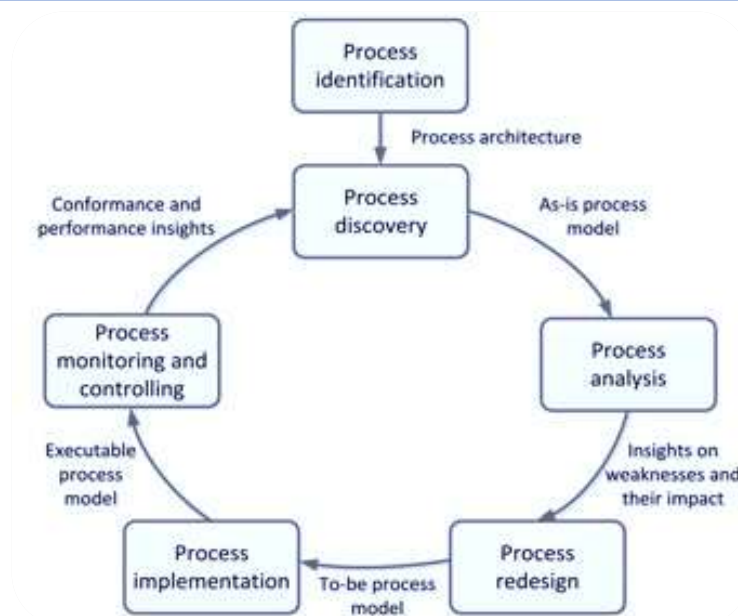 Process
identification
Process architecture
Process
discovery
Conformance and
performance insights
As-is process
model
Process
monitoring and
controlling
Process
analysis
Executable
process
model
Insights on
weaknesses and
their impact
Process
implementation
To-be process
model
Process
redesign